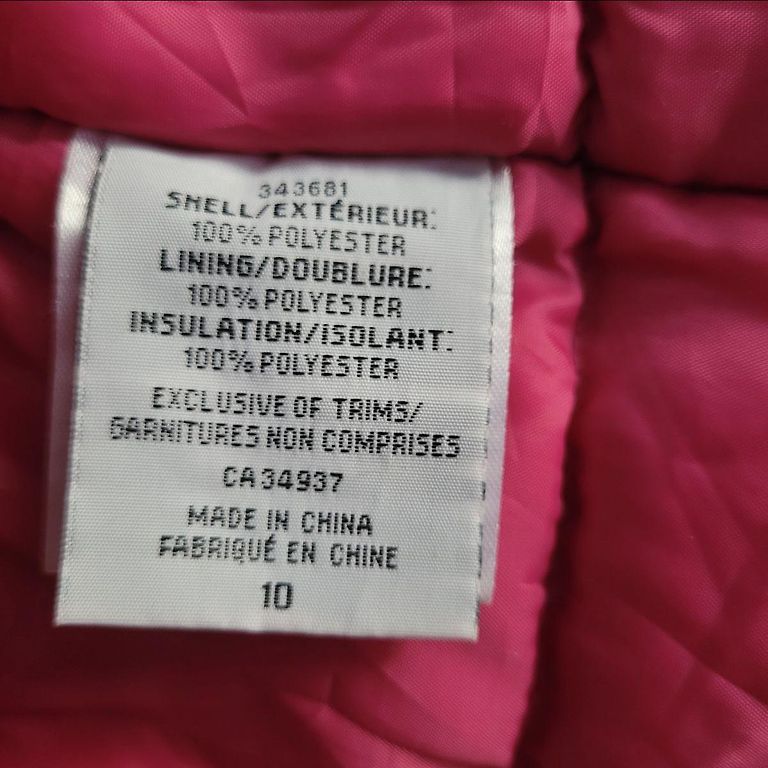 343681
SHELL/EXTÉRIEUR:
100% POLYESTER
LINING/DOUBLURE:
100% POLYESTER
INSULATION/ISOLANT:
100% POLYESTER
EXCLUSIVE OF TRIMS/
GARNITURES NON COMPRISES
CA34937
MADE IN CHINA
FABRIQUÉ EN CHINE
10